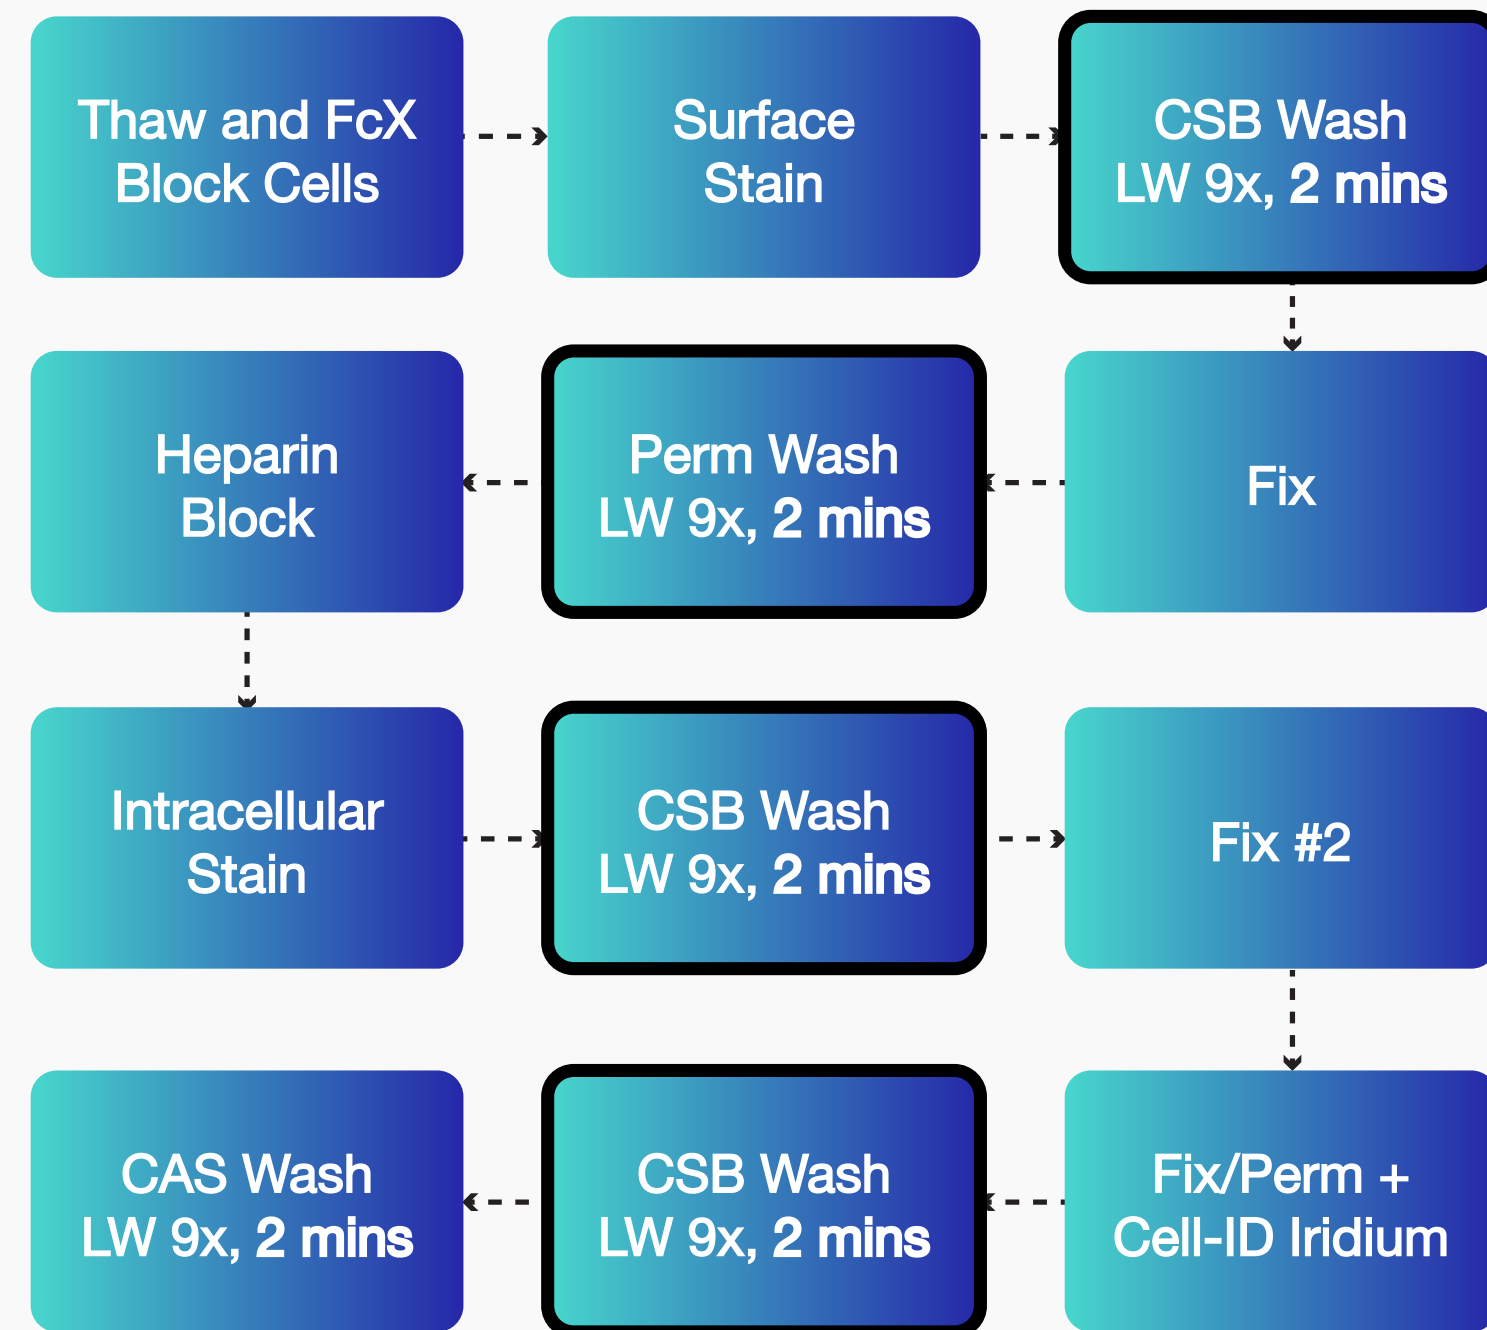 Thaw and FcX
Block Cells
Surface
Stain
CSB Wash
LW 9x, 2 mins
Fix
Perm Wash
LW 9x, 2 mins
Heparin
Block
Intracellular
Stain
CSB Wash
LW 9x, 2 mins
Fix #2
Fix/Perm +
Cell-ID Iridium
CSB Wash
LW 9x, 2 mins
CAS Wash
LW 9x, 2 mins